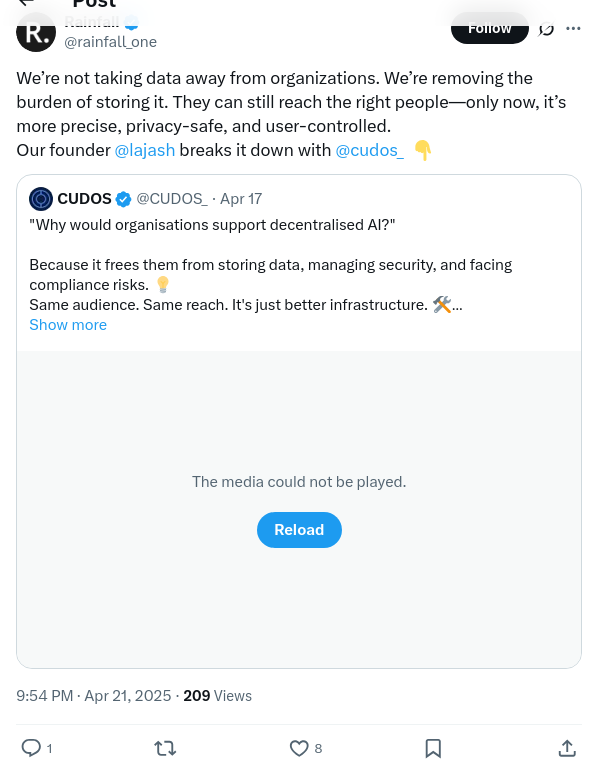 Post
Rainfall
R.
@rainfall_one
Follow
We’re not taking data away from organizations. We’re removing the
burden of storing it. They can still reach the right people—only now, it’s
more precise, privacy-safe, and user-controlled.
Our founder @lajash breaks it down with @cudos_ 👇
CUDOS @CUDOS_ · Apr 17
"Why would organisations support decentralised AI?"
Because it frees them from storing data, managing security, and facing
compliance risks. 💡
Same audience. Same reach. It's just better infrastructure. 🛠️...
Show more
The media could not be played.
Reload
9:54 PM · Apr 21, 2025 · 209 Views
1
8